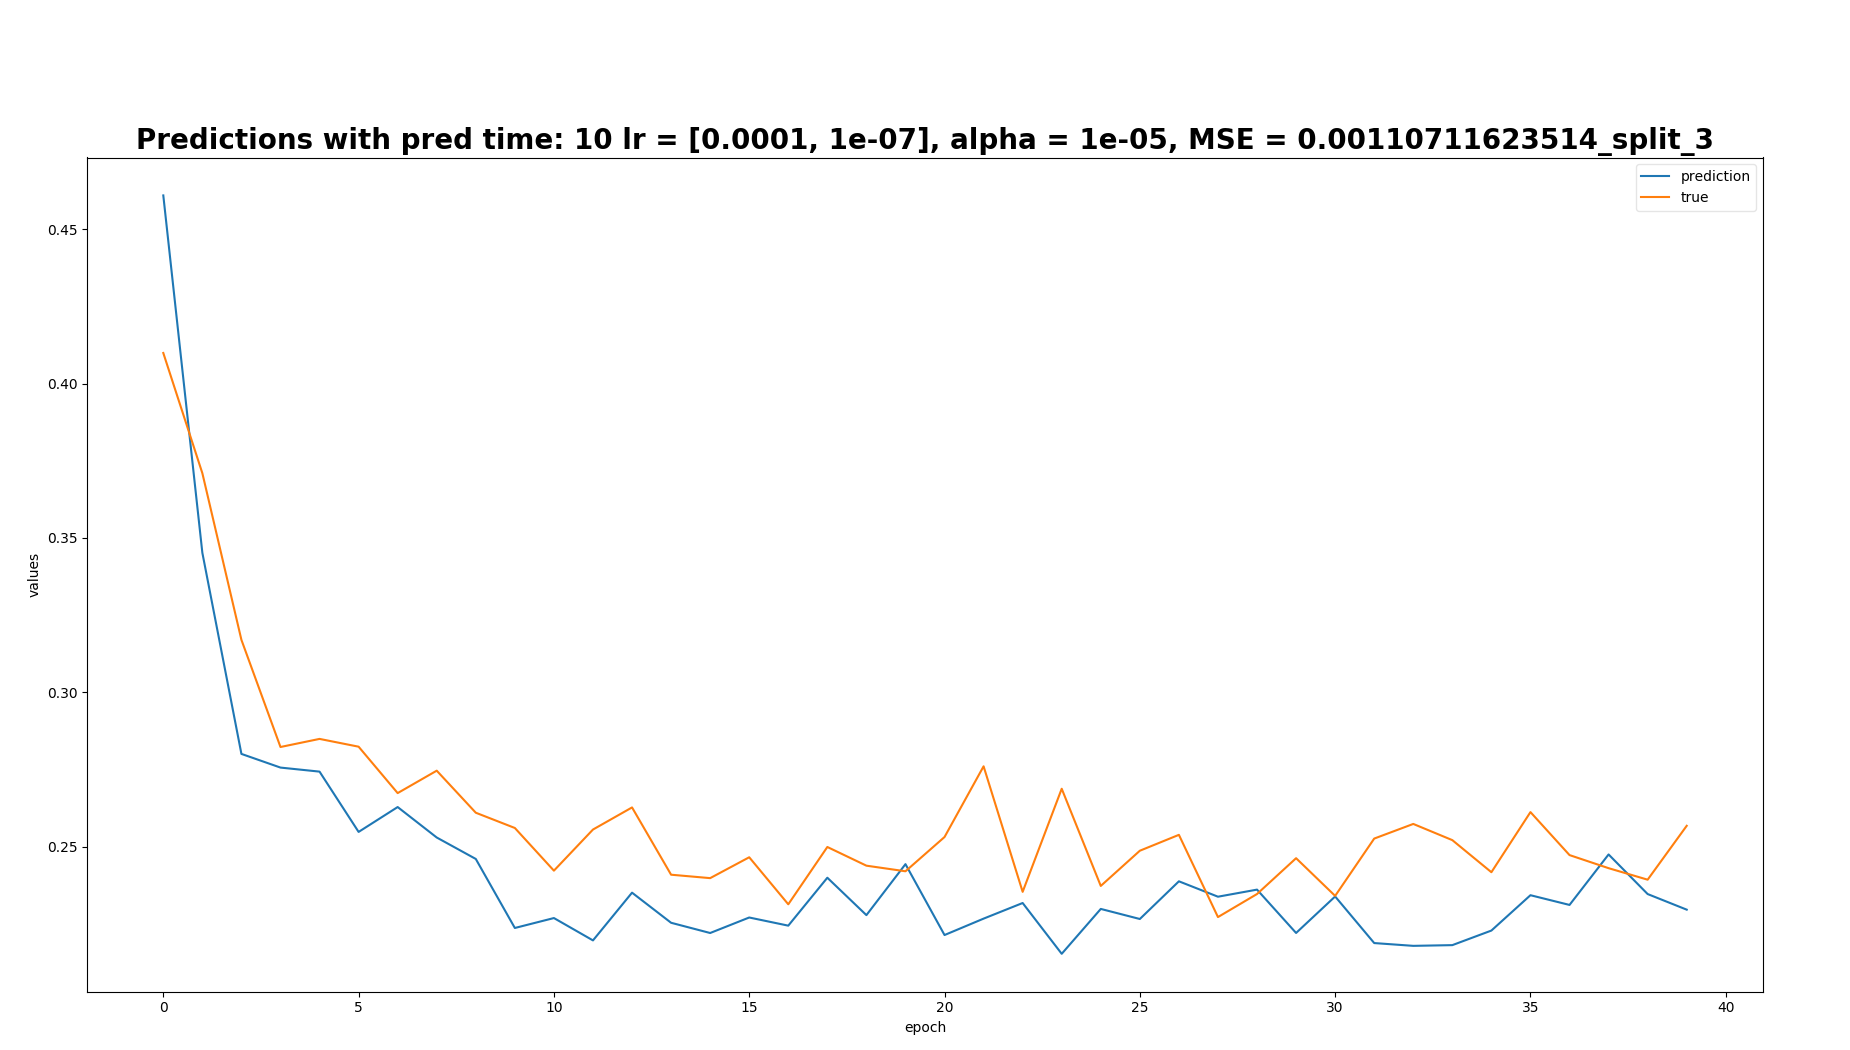 Predictions with pred time: 10 lr = [0.0001, 1e-07], alpha = 1e-05, MSE = 0.00110711623514_split_3
prediction
true
0.45
0.40
0.35
0.30
0.25
values
0 5 10 15 20 25 30 35 40
epoch